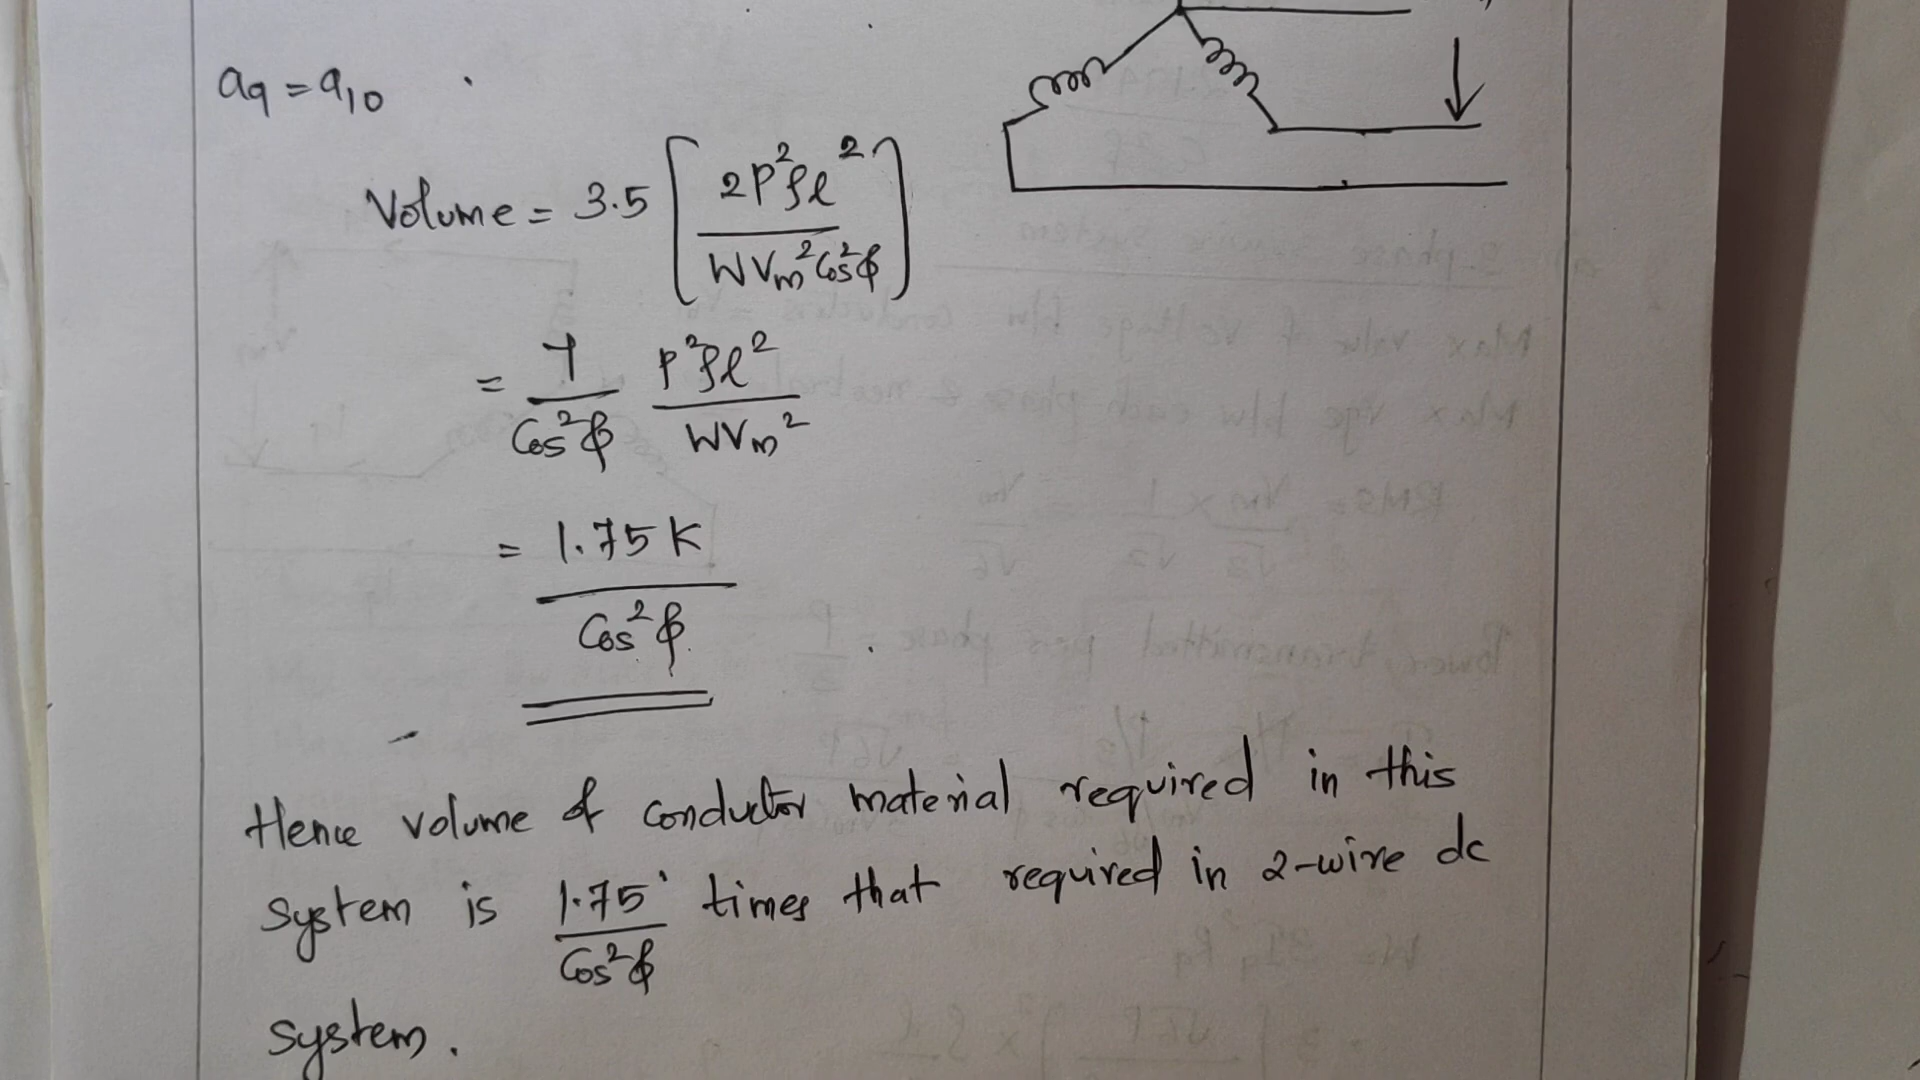 a9 = a10
Volume = 3.5 [ 2P²ρl² / WVm² Cos²ϕ ]
= 7 / Cos²ϕ P²ρl² / WVm²
= 1.75 K / Cos²ϕ
Hence volume of conductor material required in this
system is 1.75 / Cos²ϕ times that required in 2-wire dc
system.